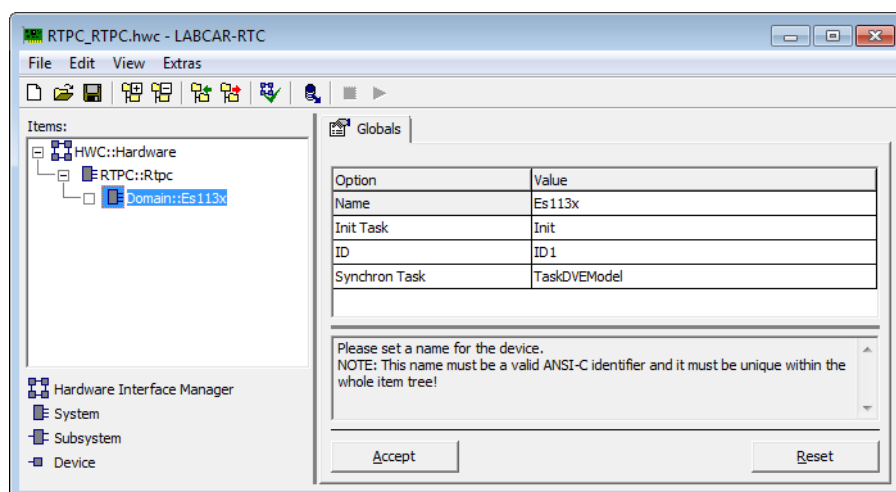 RTPC_RTPC.hwc - LABCAR-RTC
File Edit View Extras
Items:
HWC::Hardware
RTPC::Rtpc
Domain::Es113x
Hardware Interface Manager
System
Subsystem
Device
Globals
Option Value
Name Es113x
Init Task Init
ID ID1
Synchron Task TaskDVEModel
Please set a name for the device.
NOTE: This name must be a valid ANSI-C identifier and it must be unique within the
whole item tree!
Accept Reset